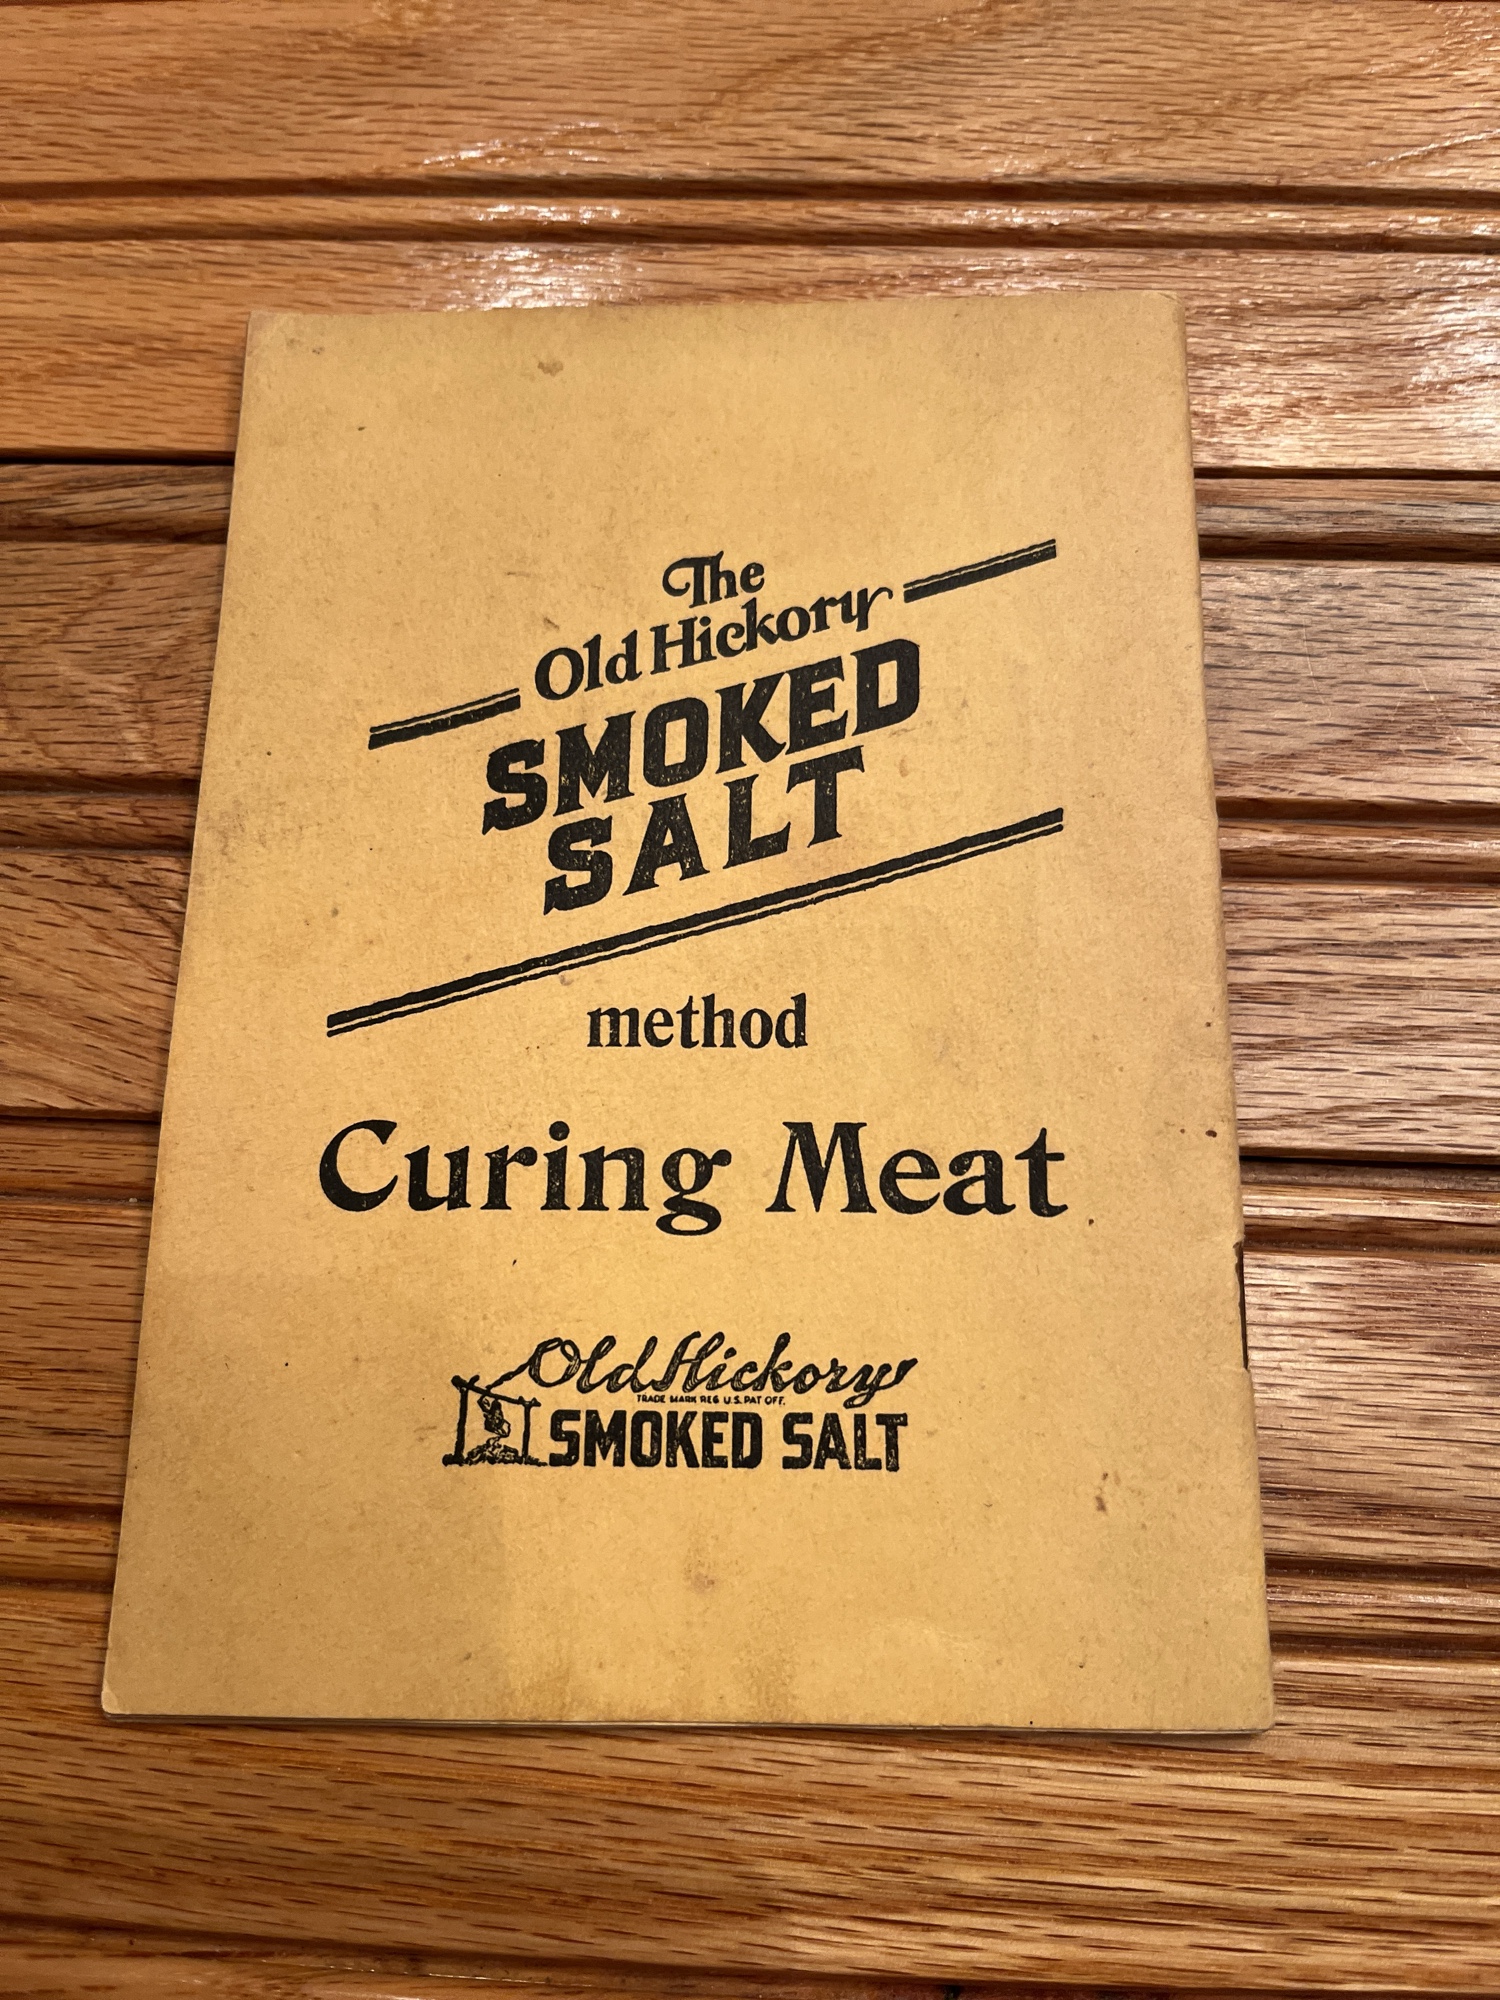 The
Old Hickory
SMOKED
SALT
method
Curing Meat
Old Hickory
TRADE MARK REG U.S. PAT OFF.
SMOKED SALT